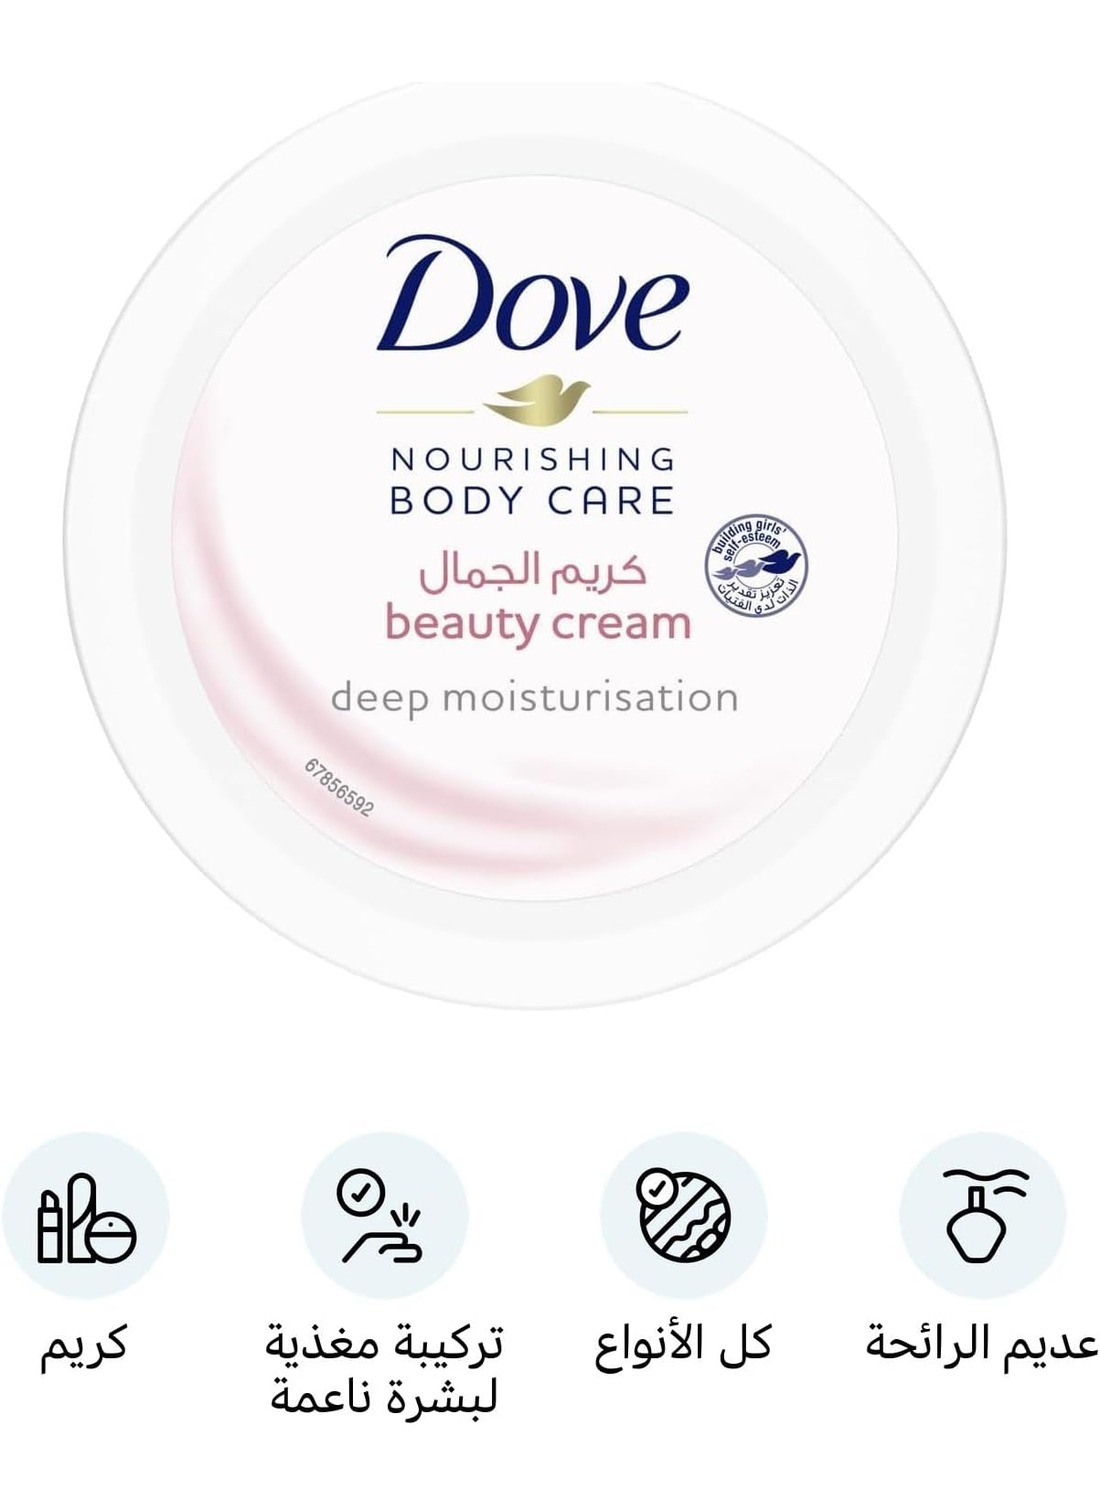 Dove
NOURISHING
BODY CARE
كريم الجمال
beauty cream
deep moisturisation
building girls'
self-esteem
تعزيز تقدير
الذات لدي الفتيات
67856592
عديم الرائحة
كل الأنواع
تركيبة مغذية
لبشرة ناعمة
كريم